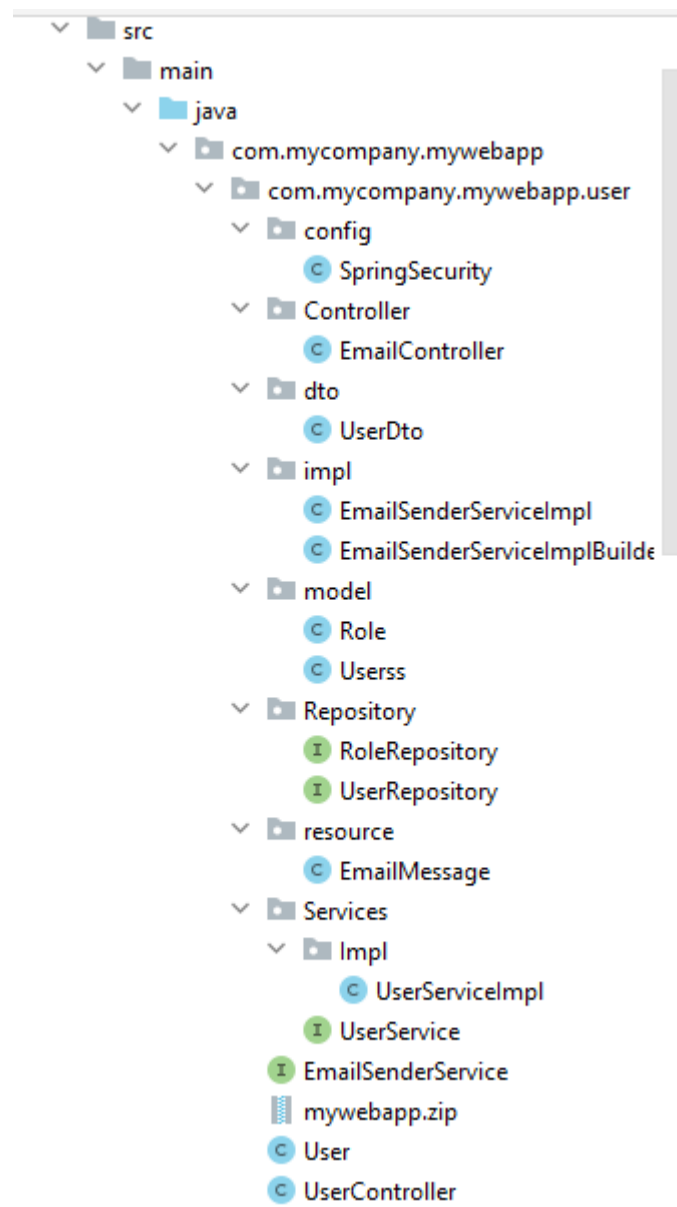 src
main
java
com.mycompany.mywebapp
com.mycompany.mywebapp.user
config
C SpringSecurity
Controller
C EmailController
dto
C UserDto
impl
C EmailSenderServiceImpl
C EmailSenderServiceImplBuilde
model
C Role
C Userss
Repository
I RoleRepository
I UserRepository
resource
C EmailMessage
Services
Impl
C UserServiceImpl
I UserService
I EmailSenderService
mywebapp.zip
C User
C UserController